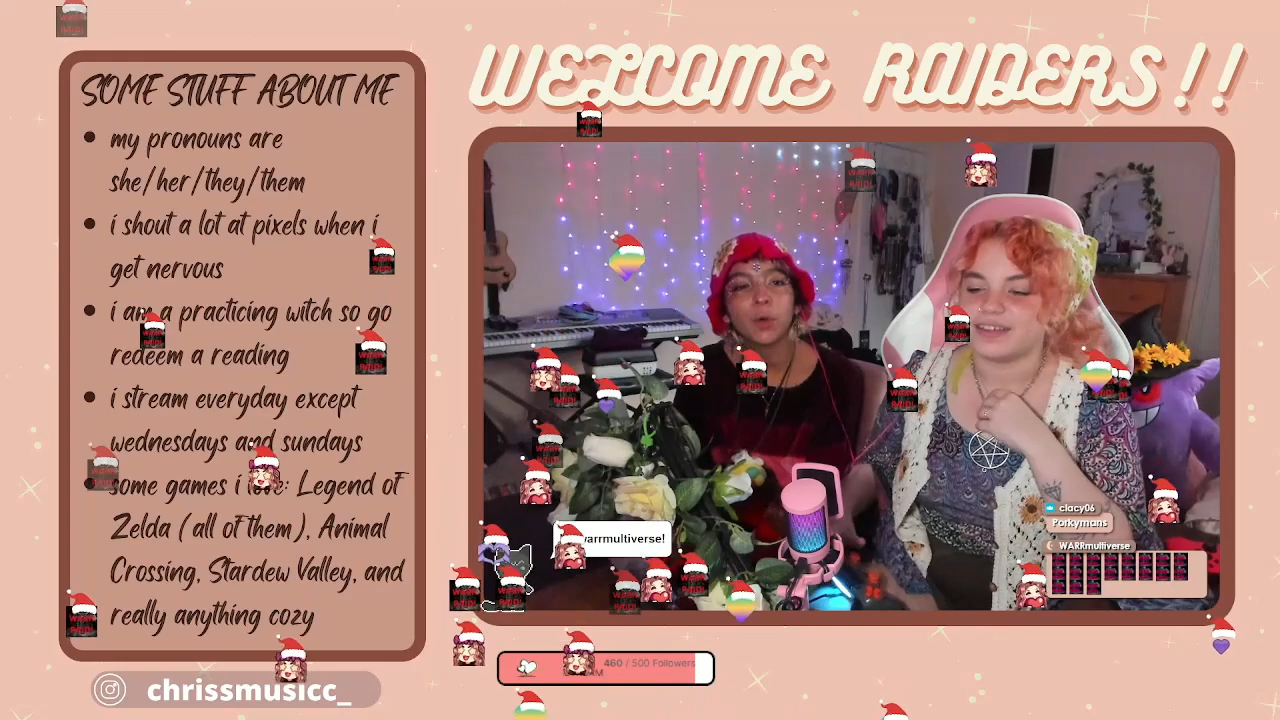 WELCOME RAIDERS!!
SOME STUFF ABOUT ME
my pronouns are
she/her/they/them
i shout a lot at pixels when i
get nervous
i am a practicing witch so go
redeem a reading
i stream everyday except
wednesdays and sundays
some games i love: Legend of
Zelda (all of them), Animal
Crossing, Stardew Valley, and
really anything cozy
chrissmusicc_
warrmultiverse!
clacy06
Porkymans
WARRmultiverse
460 / 500 Followers